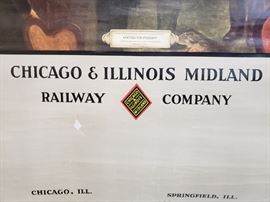 CHICAGO & ILLINOIS MIDLAND
RAILWAY COMPANY
CHICAGO, ILL. SPRINGFIELD, ILL.